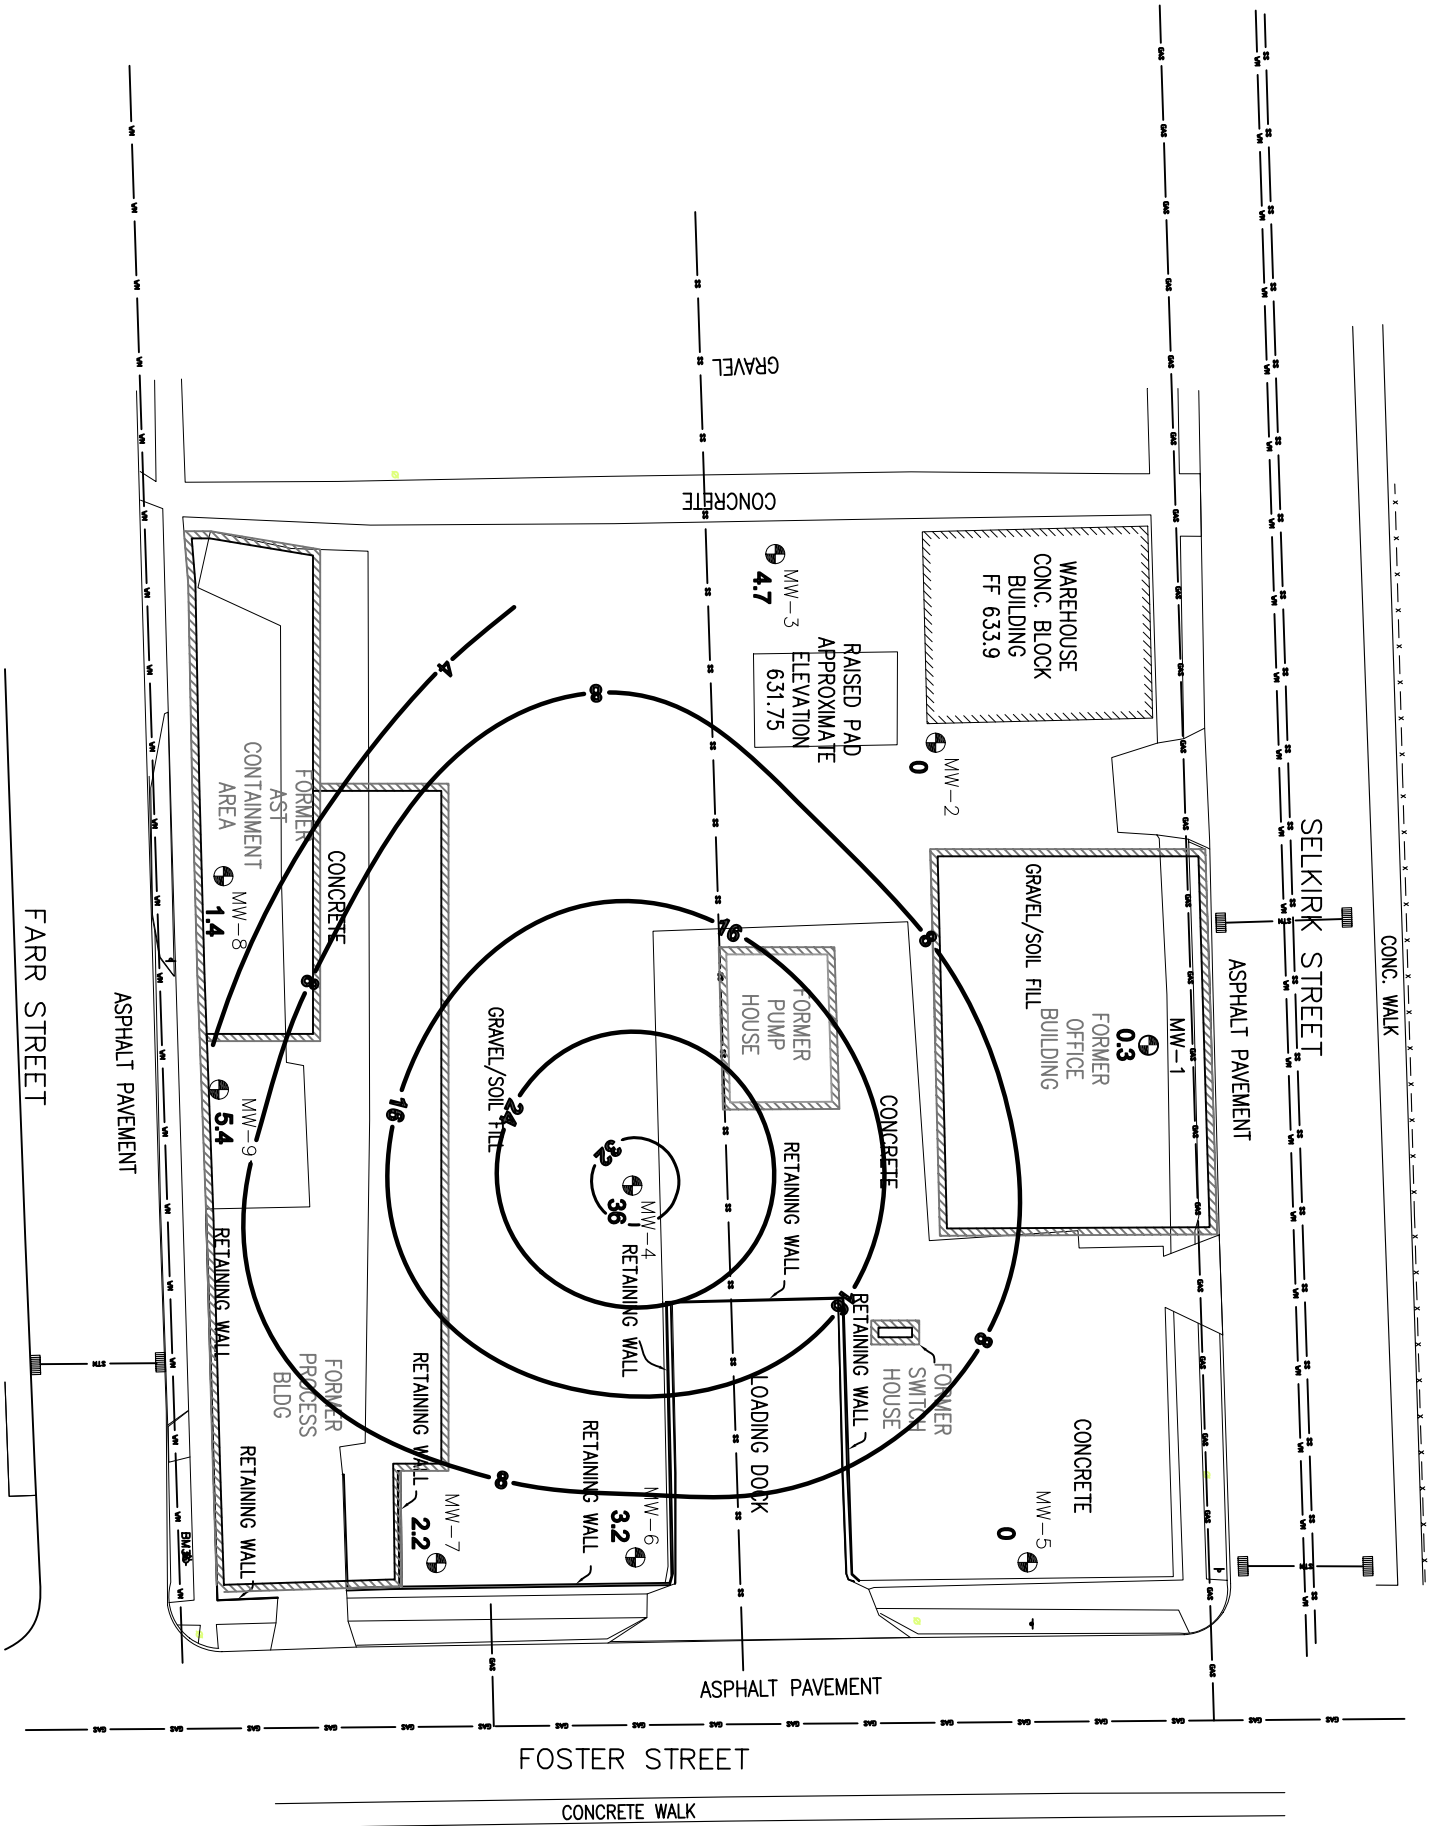 GRAVEL
CONCRETE
WAREHOUSE
CONC. BLOCK
BUILDING
FF 633.9
MW-3
4.7
RAISED PAD
APPROXIMATE
ELEVATION
631.75
MW-2
0
4
8
FORMER
AST
CONTAINMENT
AREA
CONCRETE
MW-8
1.4
8
16
8
FORMER
PUMP
HOUSE
GRAVEL/SOIL FILL
FORMER
OFFICE
BUILDING
MW-1
0.3
ASPHALT PAVEMENT
SELKIRK STREET
CONC. WALK
FARR STREET
ASPHALT PAVEMENT
MW-9
5.4
16
GRAVEL/SOIL FILL
24
32
MW-4
36
CONCRETE
RETAINING WALL
RETAINING WALL
RETAINING WALL
RETAINING WALL
16
8
FORMER
SWITCH
HOUSE
FORMER
PROCESS
BLDG
RETAINING WALL
RETAINING WALL
RETAINING WALL
LOADING DOCK
CONCRETE
8
MW-7
2.2
MW-6
3.2
MW-5
0
ASPHALT PAVEMENT
FOSTER STREET
CONCRETE WALK
SS
GAS
STM